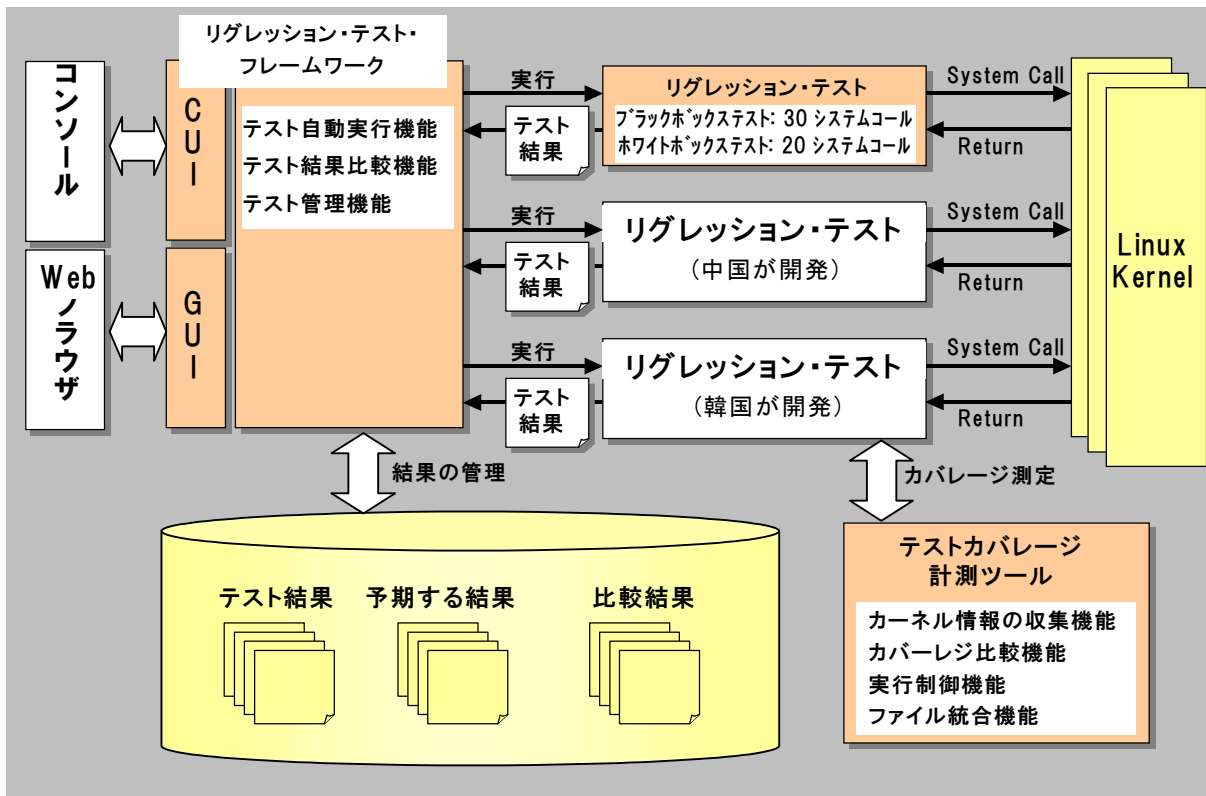 リグレッション・テスト・
フレームワーク
コンソール
CUI
テスト自動実行機能
テスト結果比較機能
テスト管理機能
Web
ノラウザ
GUI
実行
テスト
結果
リグレッション・テスト
ブラックボックステスト: 30 システムコール
ホワイトボックステスト: 20 システムコール
System Call
Return
実行
テスト
結果
リグレッション・テスト
(中国が開発)
System Call
Return
実行
テスト
結果
リグレッション・テスト
(韓国が開発)
System Call
Return
Linux
Kernel
結果の管理
カバレージ測定
テスト結果
予期する結果
比較結果
テストカバレージ
計測ツール
カーネル情報の収集機能
カバーレジ比較機能
実行制御機能
ファイル統合機能